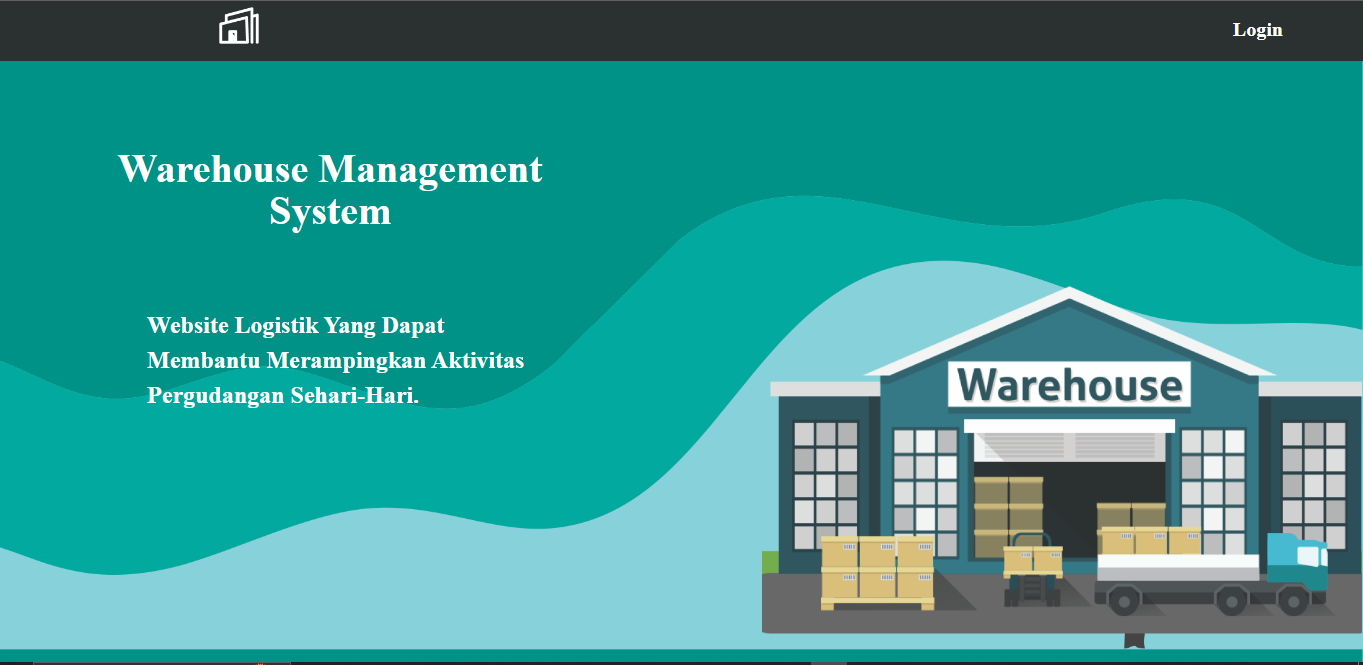 Login
Warehouse Management
System
Website Logistik Yang Dapat
Membantu Merampingkan Aktivitas
Pergudangan Sehari-Hari.
Warehouse